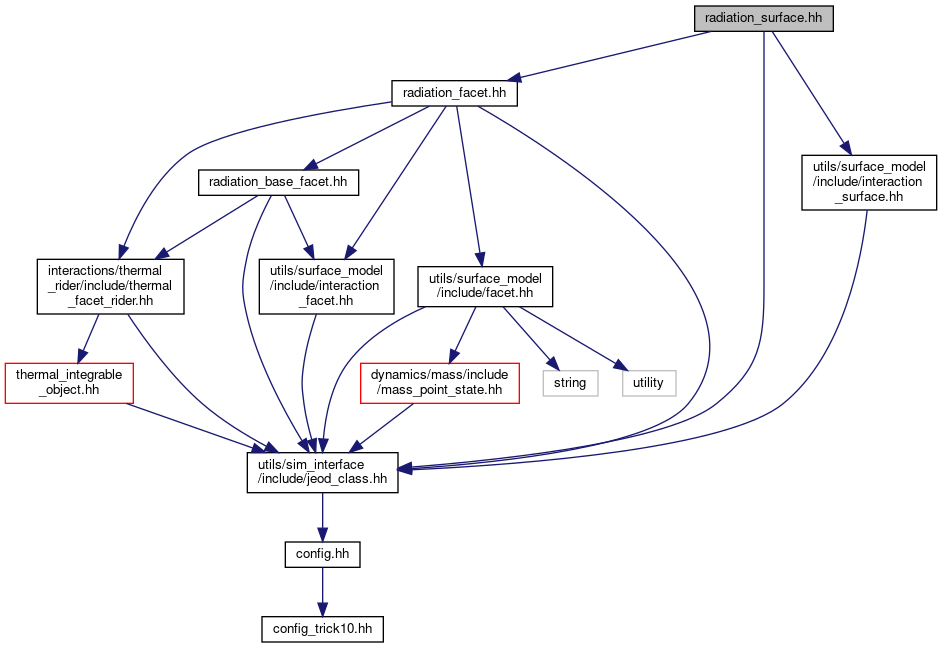 radiation_surface.hh
radiation_facet.hh
utils/surface_model
/include/interaction
_surface.hh
radiation_base_facet.hh
interactions/thermal
_rider/include/thermal
_facet_rider.hh
utils/surface_model
/include/interaction
_facet.hh
utils/surface_model
/include/facet.hh
thermal_integrable
_object.hh
dynamics/mass/include
/mass_point_state.hh
string
utility
utils/sim_interface
/include/jeod_class.hh
config.hh
config_trick10.hh